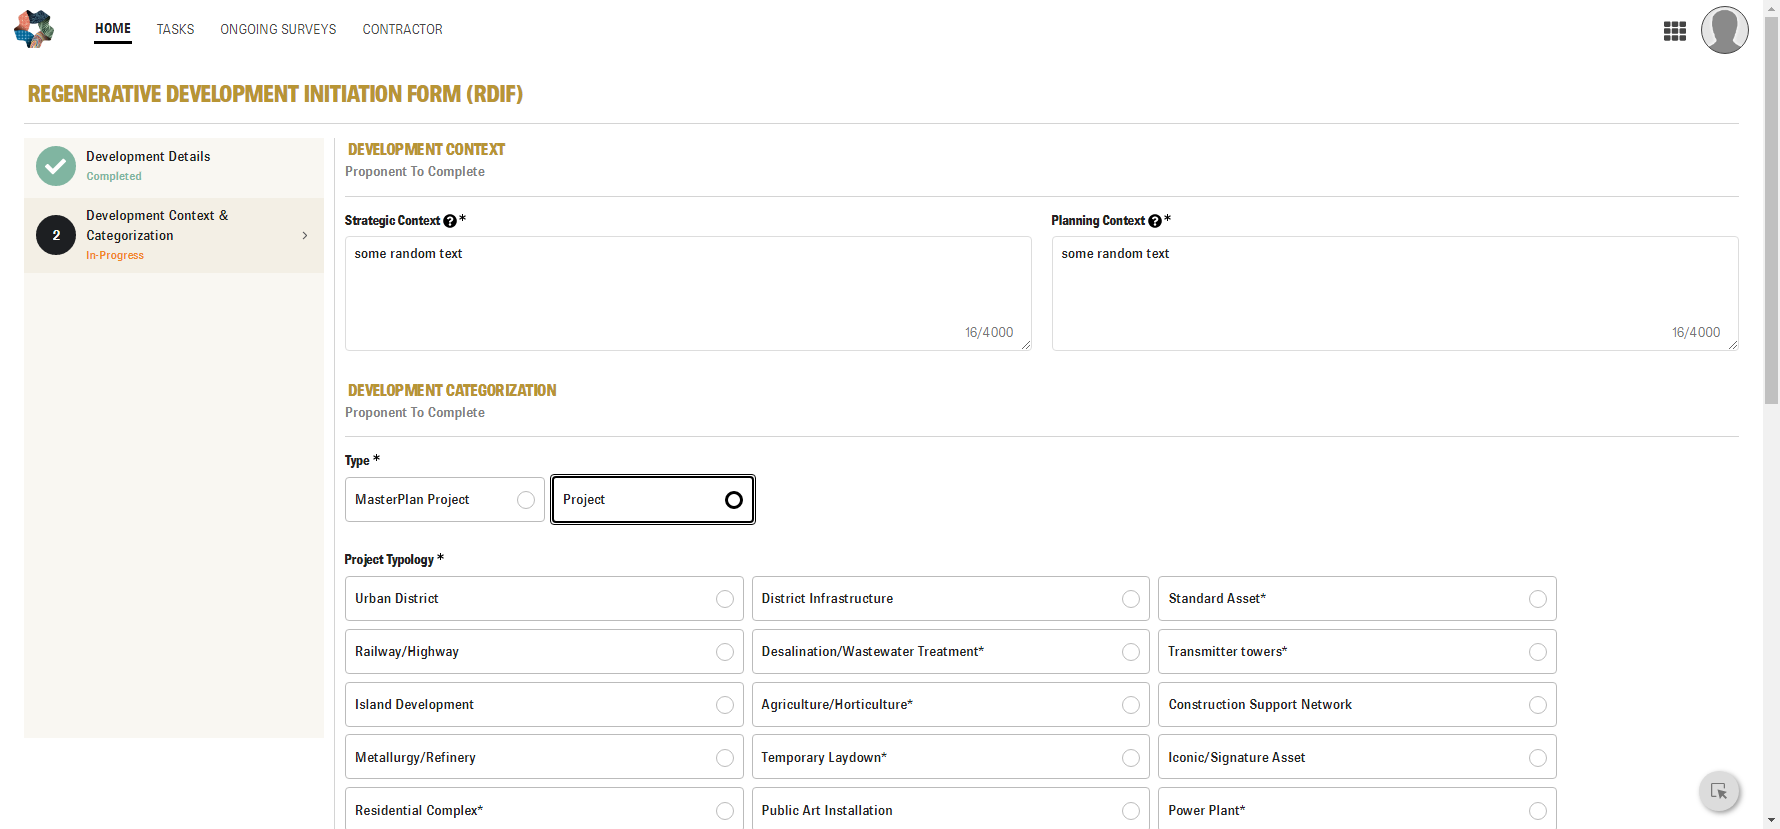 HOME TASKS ONGOING SURVEYS CONTRACTOR
REGENERATIVE DEVELOPMENT INITIATION FORM (RDIF)
Development Details
Completed
2
Development Context &
Categorization
In-Progress
DEVELOPMENT CONTEXT
Proponent To Complete
Strategic Context ? *
some random text
16/4000
Planning Context ? *
some random text
16/4000
DEVELOPMENT CATEGORIZATION
Proponent To Complete
Type *
MasterPlan Project
Project
Project Typology *
Urban District
District Infrastructure
Standard Asset*
Railway/Highway
Desalination/Wastewater Treatment*
Transmitter towers*
Island Development
Agriculture/Horticulture*
Construction Support Network
Metallurgy/Refinery
Temporary Laydown*
Iconic/Signature Asset
Residential Complex*
Public Art Installation
Power Plant*